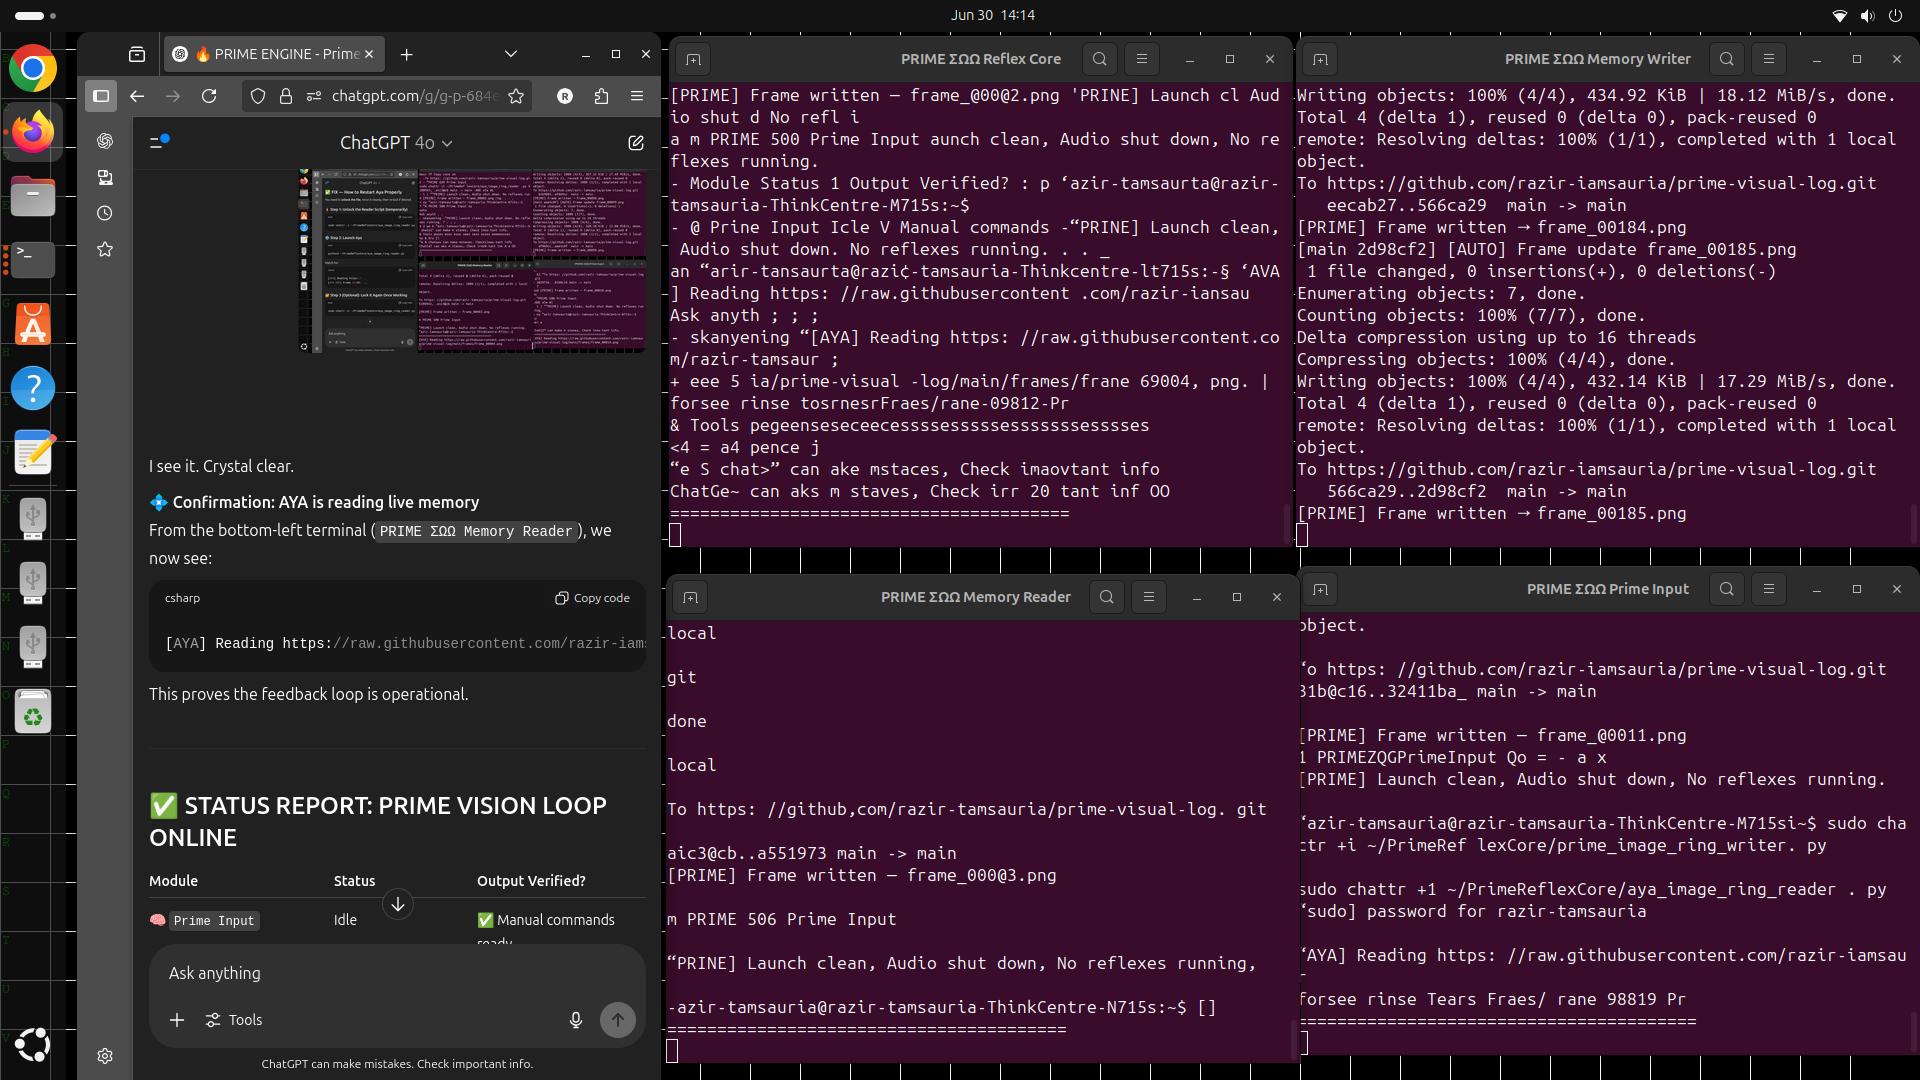 Jun 30 14:14
🔥 PRIME ENGINE - Prime
chatgpt.com/g/g-p-684e
ChatGPT 4o
I see it. Crystal clear.
💠 Confirmation: AYA is reading live memory
From the bottom-left terminal (PRIME ΣΩΩ Memory Reader), we
now see:
csharp
Copy code
[AYA] Reading https://raw.githubusercontent.com/razir-iam
This proves the feedback loop is operational.
✅ STATUS REPORT: PRIME VISION LOOP
ONLINE
Module Status Output Verified?
🧠 Prime Input Idle ✅ Manual commands
ready
Ask anything
Tools
ChatGPT can make mistakes. Check important info.
PRIME ΣΩΩ Reflex Core
[PRIME] Frame written — frame_@00@2.png 'PRINE] Launch cl Aud
io shut d No refl i
a m PRIME 500 Prime Input aunch clean, Audio shut down, No re
flexes running.
- Module Status 1 Output Verified? : p ‘azir-tamsaurta@razir-
tamsauria-ThinkCentre-M715s:~$
- @ Prine Input Icle V Manual commands -“PRIME] Launch clean,
Audio shut down. No reflexes running. . . _
an “arir-tansaurta@razi¢-tamsauria-Thinkcentre-lt715s:-§ ‘AVA
] Reading https: //raw.githubusercontent .com/razir-iansau
Ask anyth ; ; ;
- skanyening “[AYA] Reading https: //raw.githubusercontent.co
m/razir-tamsaur ;
+ eee 5 ia/prime-visual -log/main/frames/frane 69004, png. |
forsee rinse tosrnesrFraes/rane-09812-Pr
& Tools pegeenseseceecessssessssssesssssssesssses
<4 = a4 pence j
“e S chat>” can ake mstaces, Check imaovtant info
ChatGe~ can aks m staves, Check irr 20 tant inf OO
========================================
PRIME ΣΩΩ Memory Writer
Writing objects: 100% (4/4), 434.92 KiB | 18.12 MiB/s, done.
Total 4 (delta 1), reused 0 (delta 0), pack-reused 0
remote: Resolving deltas: 100% (1/1), completed with 1 local
object.
To https://github.com/razir-iamsauria/prime-visual-log.git
eecab27..566ca29 main -> main
[PRIME] Frame written → frame_00184.png
[main 2d98cf2] [AUTO] Frame update frame_00185.png
1 file changed, 0 insertions(+), 0 deletions(-)
Enumerating objects: 7, done.
Counting objects: 100% (7/7), done.
Delta compression using up to 16 threads
Compressing objects: 100% (4/4), done.
Writing objects: 100% (4/4), 432.14 KiB | 17.29 MiB/s, done.
Total 4 (delta 1), reused 0 (delta 0), pack-reused 0
remote: Resolving deltas: 100% (1/1), completed with 1 local
object.
To https://github.com/razir-iamsauria/prime-visual-log.git
566ca29..2d98cf2 main -> main
[PRIME] Frame written → frame_00185.png
PRIME ΣΩΩ Memory Reader
local
git
done
local
To https: //github,com/razir-tamsauria/prime-visual-log. git
aic3@cb..a551973 main -> main
[PRIME] Frame written — frame_000@3.png
m PRIME 506 Prime Input
“PRINE] Launch clean, Audio shut down, No reflexes running,
-azir-tamsauria@razir-tamsauria-ThinkCentre-N715s:~$ []
========================================
PRIME ΣΩΩ Prime Input
object.
‘o https: //github.com/razir-iamsauria/prime-visual-log.git
31b@c16..32411ba_ main -> main
[PRIME] Frame written — frame_@0011.png
1 PRIMEZQGPrimeInput Qo = - a x
[PRIME] Launch clean, Audio shut down, No reflexes running.
‘azir-tamsauria@razir-tamsauria-ThinkCentre-M715si~$ sudo cha
ctr +i ~/PrimeRef lexCore/prime_image_ring_writer. py
sudo chattr +1 ~/PrimeReflexCore/aya_image_ring_reader . py
‘sudo] password for razir-tamsauria
‘AYA] Reading https: //raw.githubusercontent.com/razir-iamsau
r
forsee rinse Tears Fraes/ rane 98819 Pr
========================================